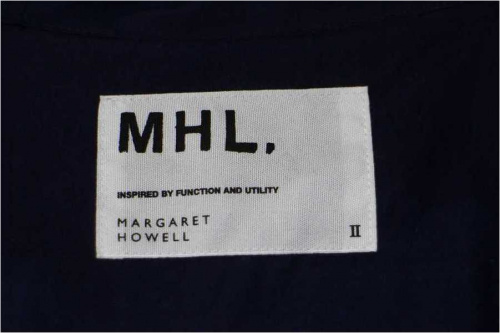 MHL.
INSPIRED BY FUNCTION AND UTILITY
MARGARET
HOWELL
II